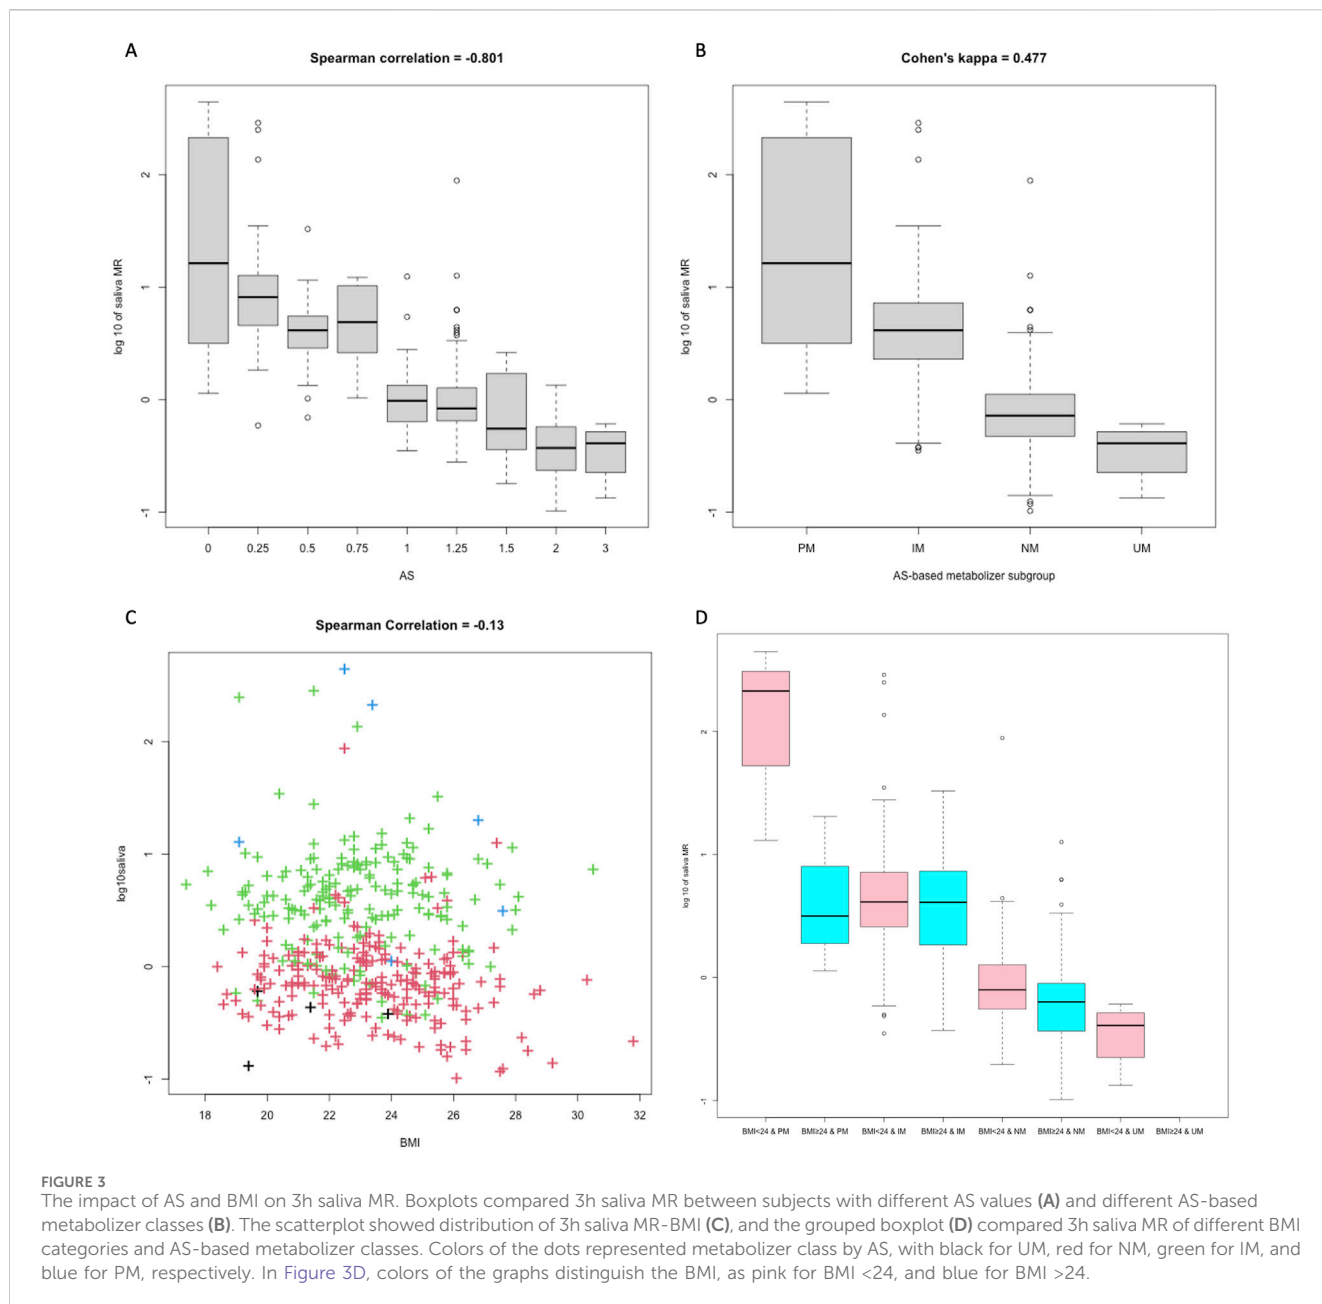 A
Spearman correlation = -0.801
log 10 of saliva MR
2
1
0
-1
0 0.25 0.5 0.75 1 1.25 1.5 2 3
AS
B
Cohen's kappa = 0.477
log 10 of saliva MR
2
1
0
-1
PM IM NM UM
AS-based metabolizer subgroup
C
Spearman Correlation = -0.13
log10saliva
2
1
0
-1
18 20 22 24 26 28 30 32
BMI
D
log 10 of saliva MR
2
1
0
-1
BMI<24 & PM BMI≥24 & PM BMI<24 & IM BMI≥24 & IM BMI<24 & NM BMI≥24 & NM BMI<24 & UM BMI≥24 & UM
FIGURE 3
The impact of AS and BMI on 3h saliva MR. Boxplots compared 3h saliva MR between subjects with different AS values (A) and different AS-based
metabolizer classes (B). The scatterplot showed distribution of 3h saliva MR-BMI (C), and the grouped boxplot (D) compared 3h saliva MR of different BMI
categories and AS-based metabolizer classes. Colors of the dots represented metabolizer class by AS, with black for UM, red for NM, green for IM, and
blue for PM, respectively. In Figure 3D, colors of the graphs distinguish the BMI, as pink for BMI <24, and blue for BMI >24.